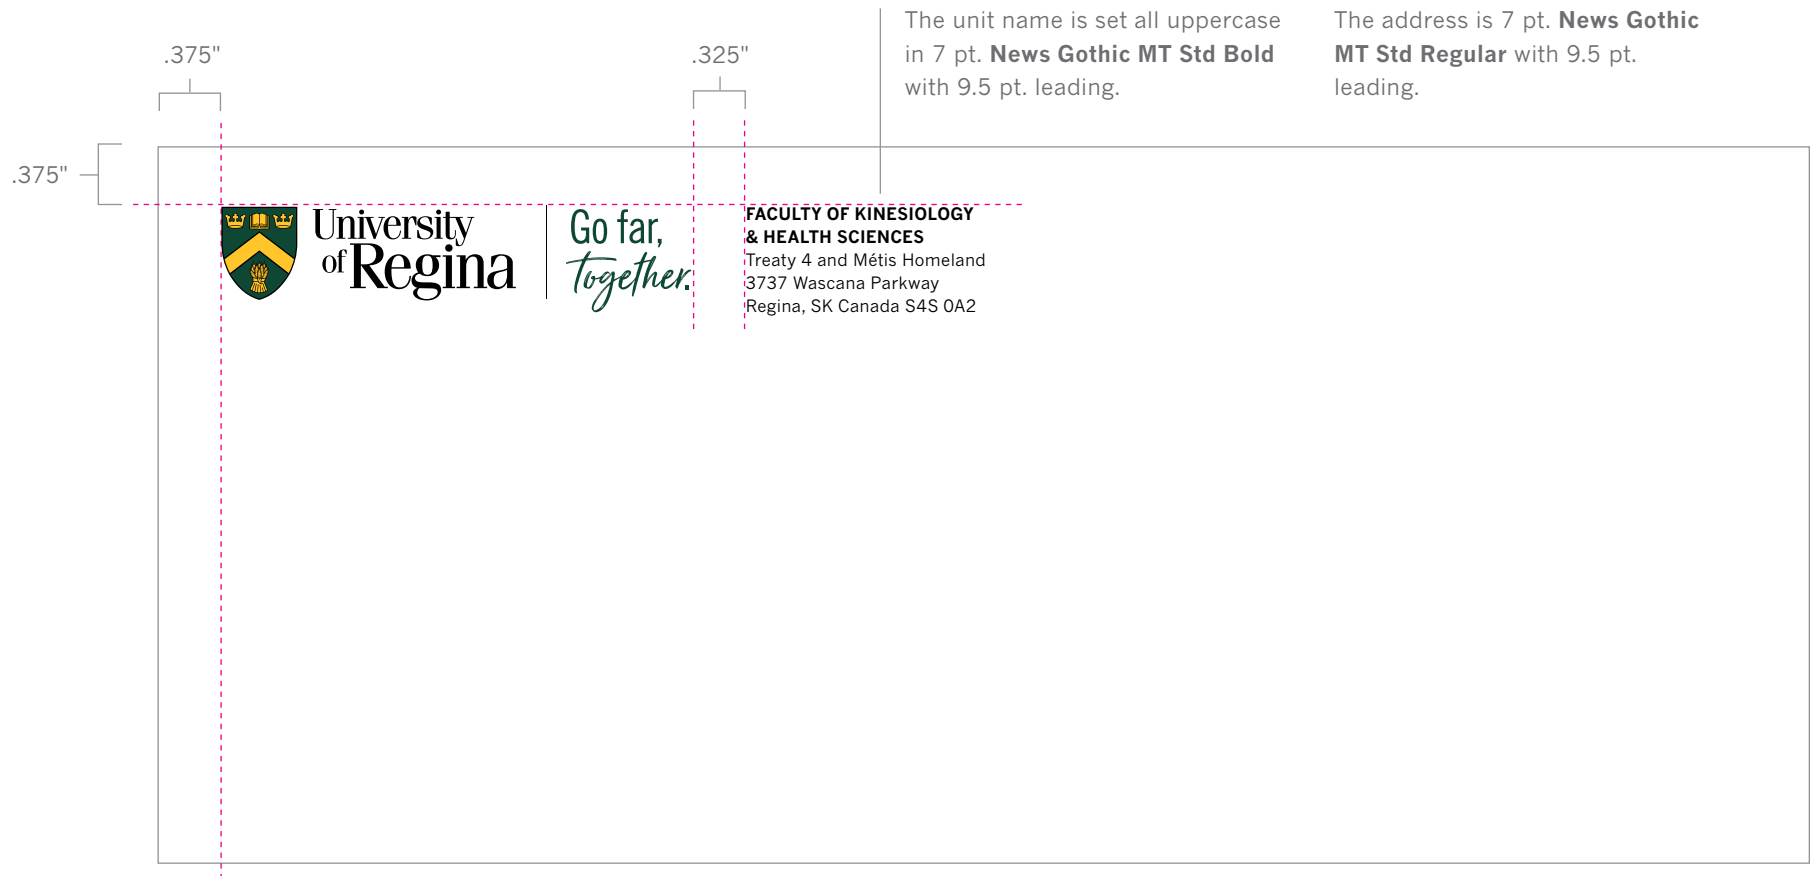 The unit name is set all uppercase
in 7 pt. News Gothic MT Std Bold
with 9.5 pt. leading.
The address is 7 pt. News Gothic
MT Std Regular with 9.5 pt.
leading.
.375"
.325"
.375"
University
of Regina
Go far,
Together.
FACULTY OF KINESIOLOGY
& HEALTH SCIENCES
Treaty 4 and Métis Homeland
3737 Wascana Parkway
Regina, SK Canada S4S 0A2